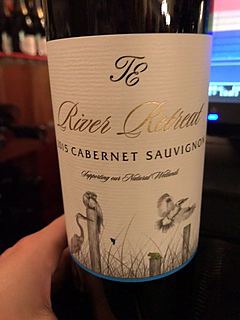 TE
River Retreat
2015 CABERNET SAUVIGNON
Supporting our Natural Wetlands